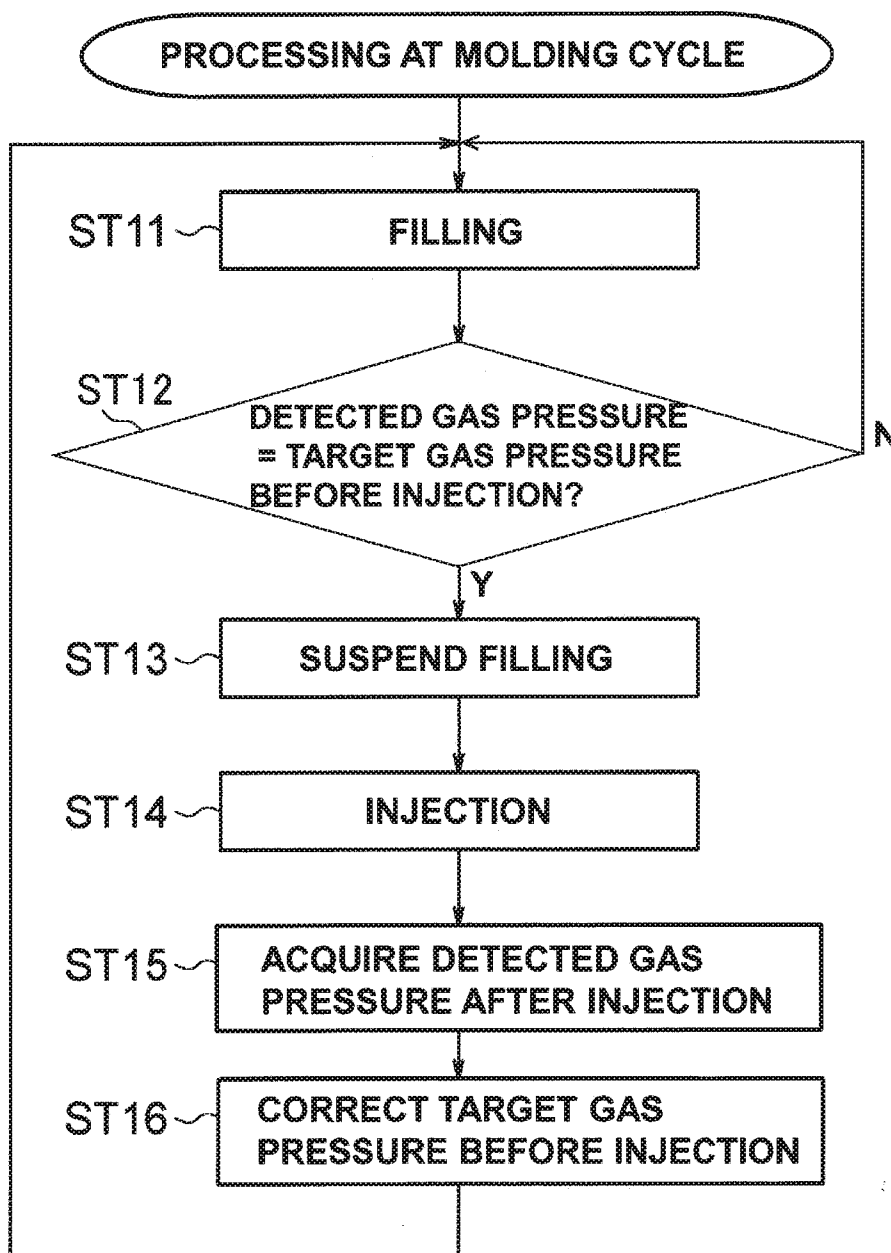 PROCESSING AT MOLDING CYCLE
ST11
FILLING
ST12
DETECTED GAS PRESSURE
= TARGET GAS PRESSURE
BEFORE INJECTION?
N
Y
ST13
SUSPEND FILLING
ST14
INJECTION
ST15
ACQUIRE DETECTED GAS
PRESSURE AFTER INJECTION
ST16
CORRECT TARGET GAS
PRESSURE BEFORE INJECTION